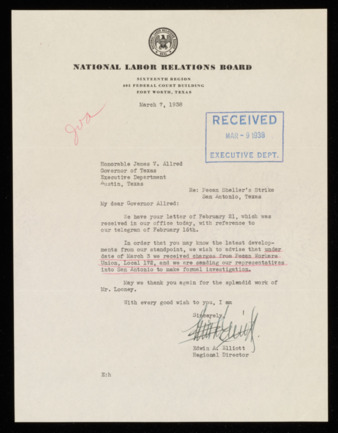 NATIONAL LABOR RELATIONS BOARD
SIXTEENTH REGION
601 FEDERAL COURT BUILDING
FORT WORTH, TEXAS
March 7, 1938
RECEIVED
MAR - 9 1938
EXECUTIVE DEPT.
Honorable James V. Allred
Governor of Texas
Executive Department
Austin, Texas
Re: Pecan Sheller's Strike
San Antonio, Texas
My dear Governor Allred:
We have your letter of February 21, which was
received in our office today, with reference to
our telegram of February 14th.
In order that you may know the latest develop-
ments from our standpoint, we wish to advise that under
date of March 5 we received charges from Pecan Workers
Union, Local 172, and we are sending our representatives
into San Antonio to make formal investigation.
May we thank you again for the splendid work of
Mr. Looney.
With every good wish to you, I am
Sincerely,
Edwin A. Elliott
Regional Director